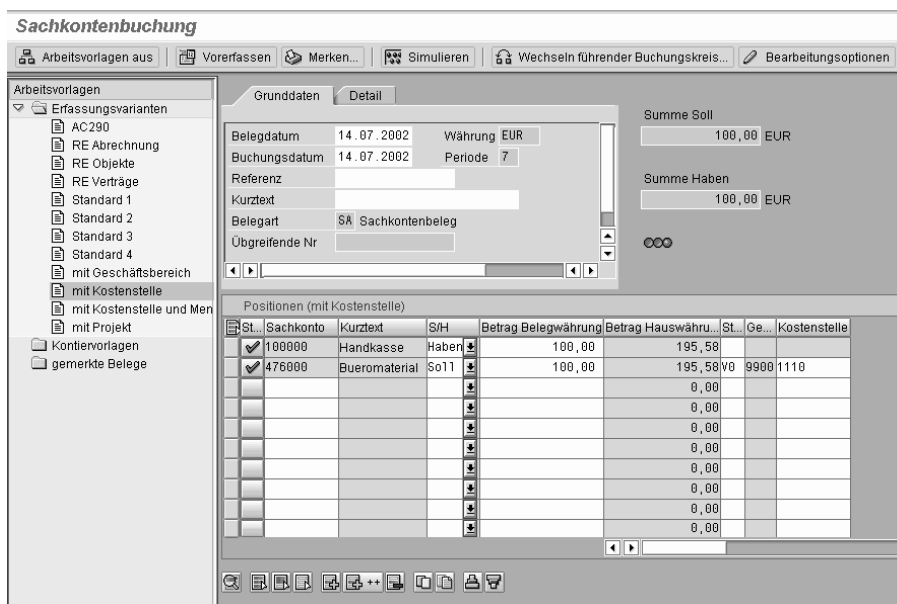 Sachkontenbuchung
Arbeitsvorlagen aus Vorerfassen Merken... Simulieren Wechseln führender Buchungskreis... Bearbeitungsoptionen
Arbeitsvorlagen
Erfassungsvarianten
AC290
RE Abrechnung
RE Objekte
RE Verträge
Standard 1
Standard 2
Standard 3
Standard 4
mit Geschäftsbereich
mit Kostenstelle
mit Kostenstelle und Men
mit Projekt
Kontiervorlagen
gemerkte Belege
Grunddaten Detail
Belegdatum 14.07.2002 Währung EUR
Buchungsdatum 14.07.2002 Periode 7
Referenz
Kurztext
Belegart SA Sachkontenbeleg
Übgreifende Nr
Summe Soll
100,00 EUR
Summe Haben
100,00 EUR
Positionen (mit Kostenstelle)
St... Sachkonto Kurztext S/H Betrag Belegwährung Betrag Hauswähru... St... Ge... Kostenstelle
100000 Handkasse Haben 100,00 195,58
476000 Bueromaterial Soll 100,00 195,58 V0 9900 1110
0,00
0,00
0,00
0,00
0,00
0,00
0,00
0,00